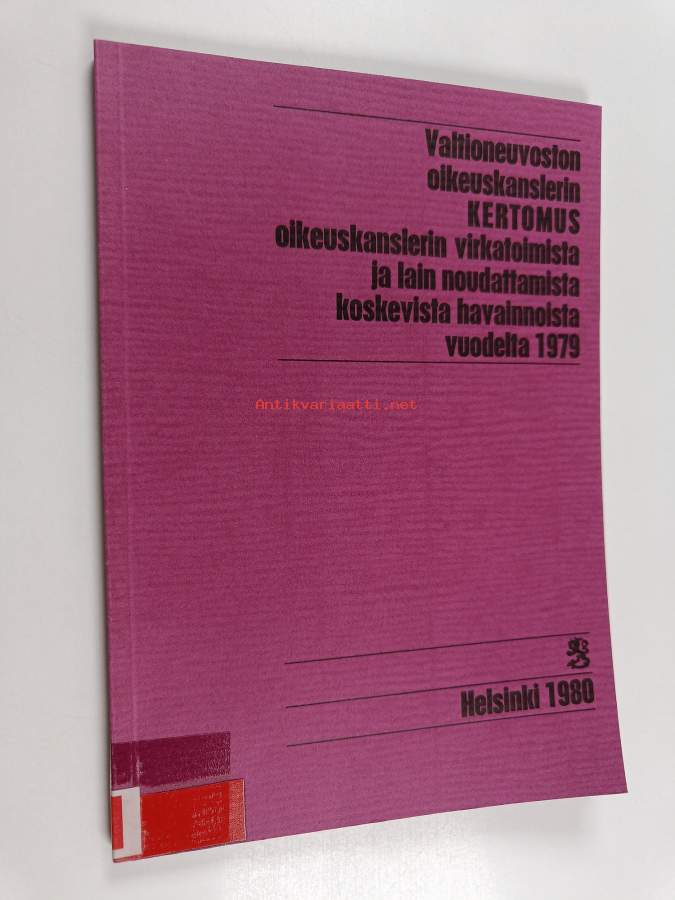 Valtioneuvoston
oikeuskanslerin
KERTOMUS
oikeuskanslerin virkatoimista
ja lain noudattamista
koskevista havainnoista
vuodelta 1979
Antikvariaatti.net
Helsinki 1980